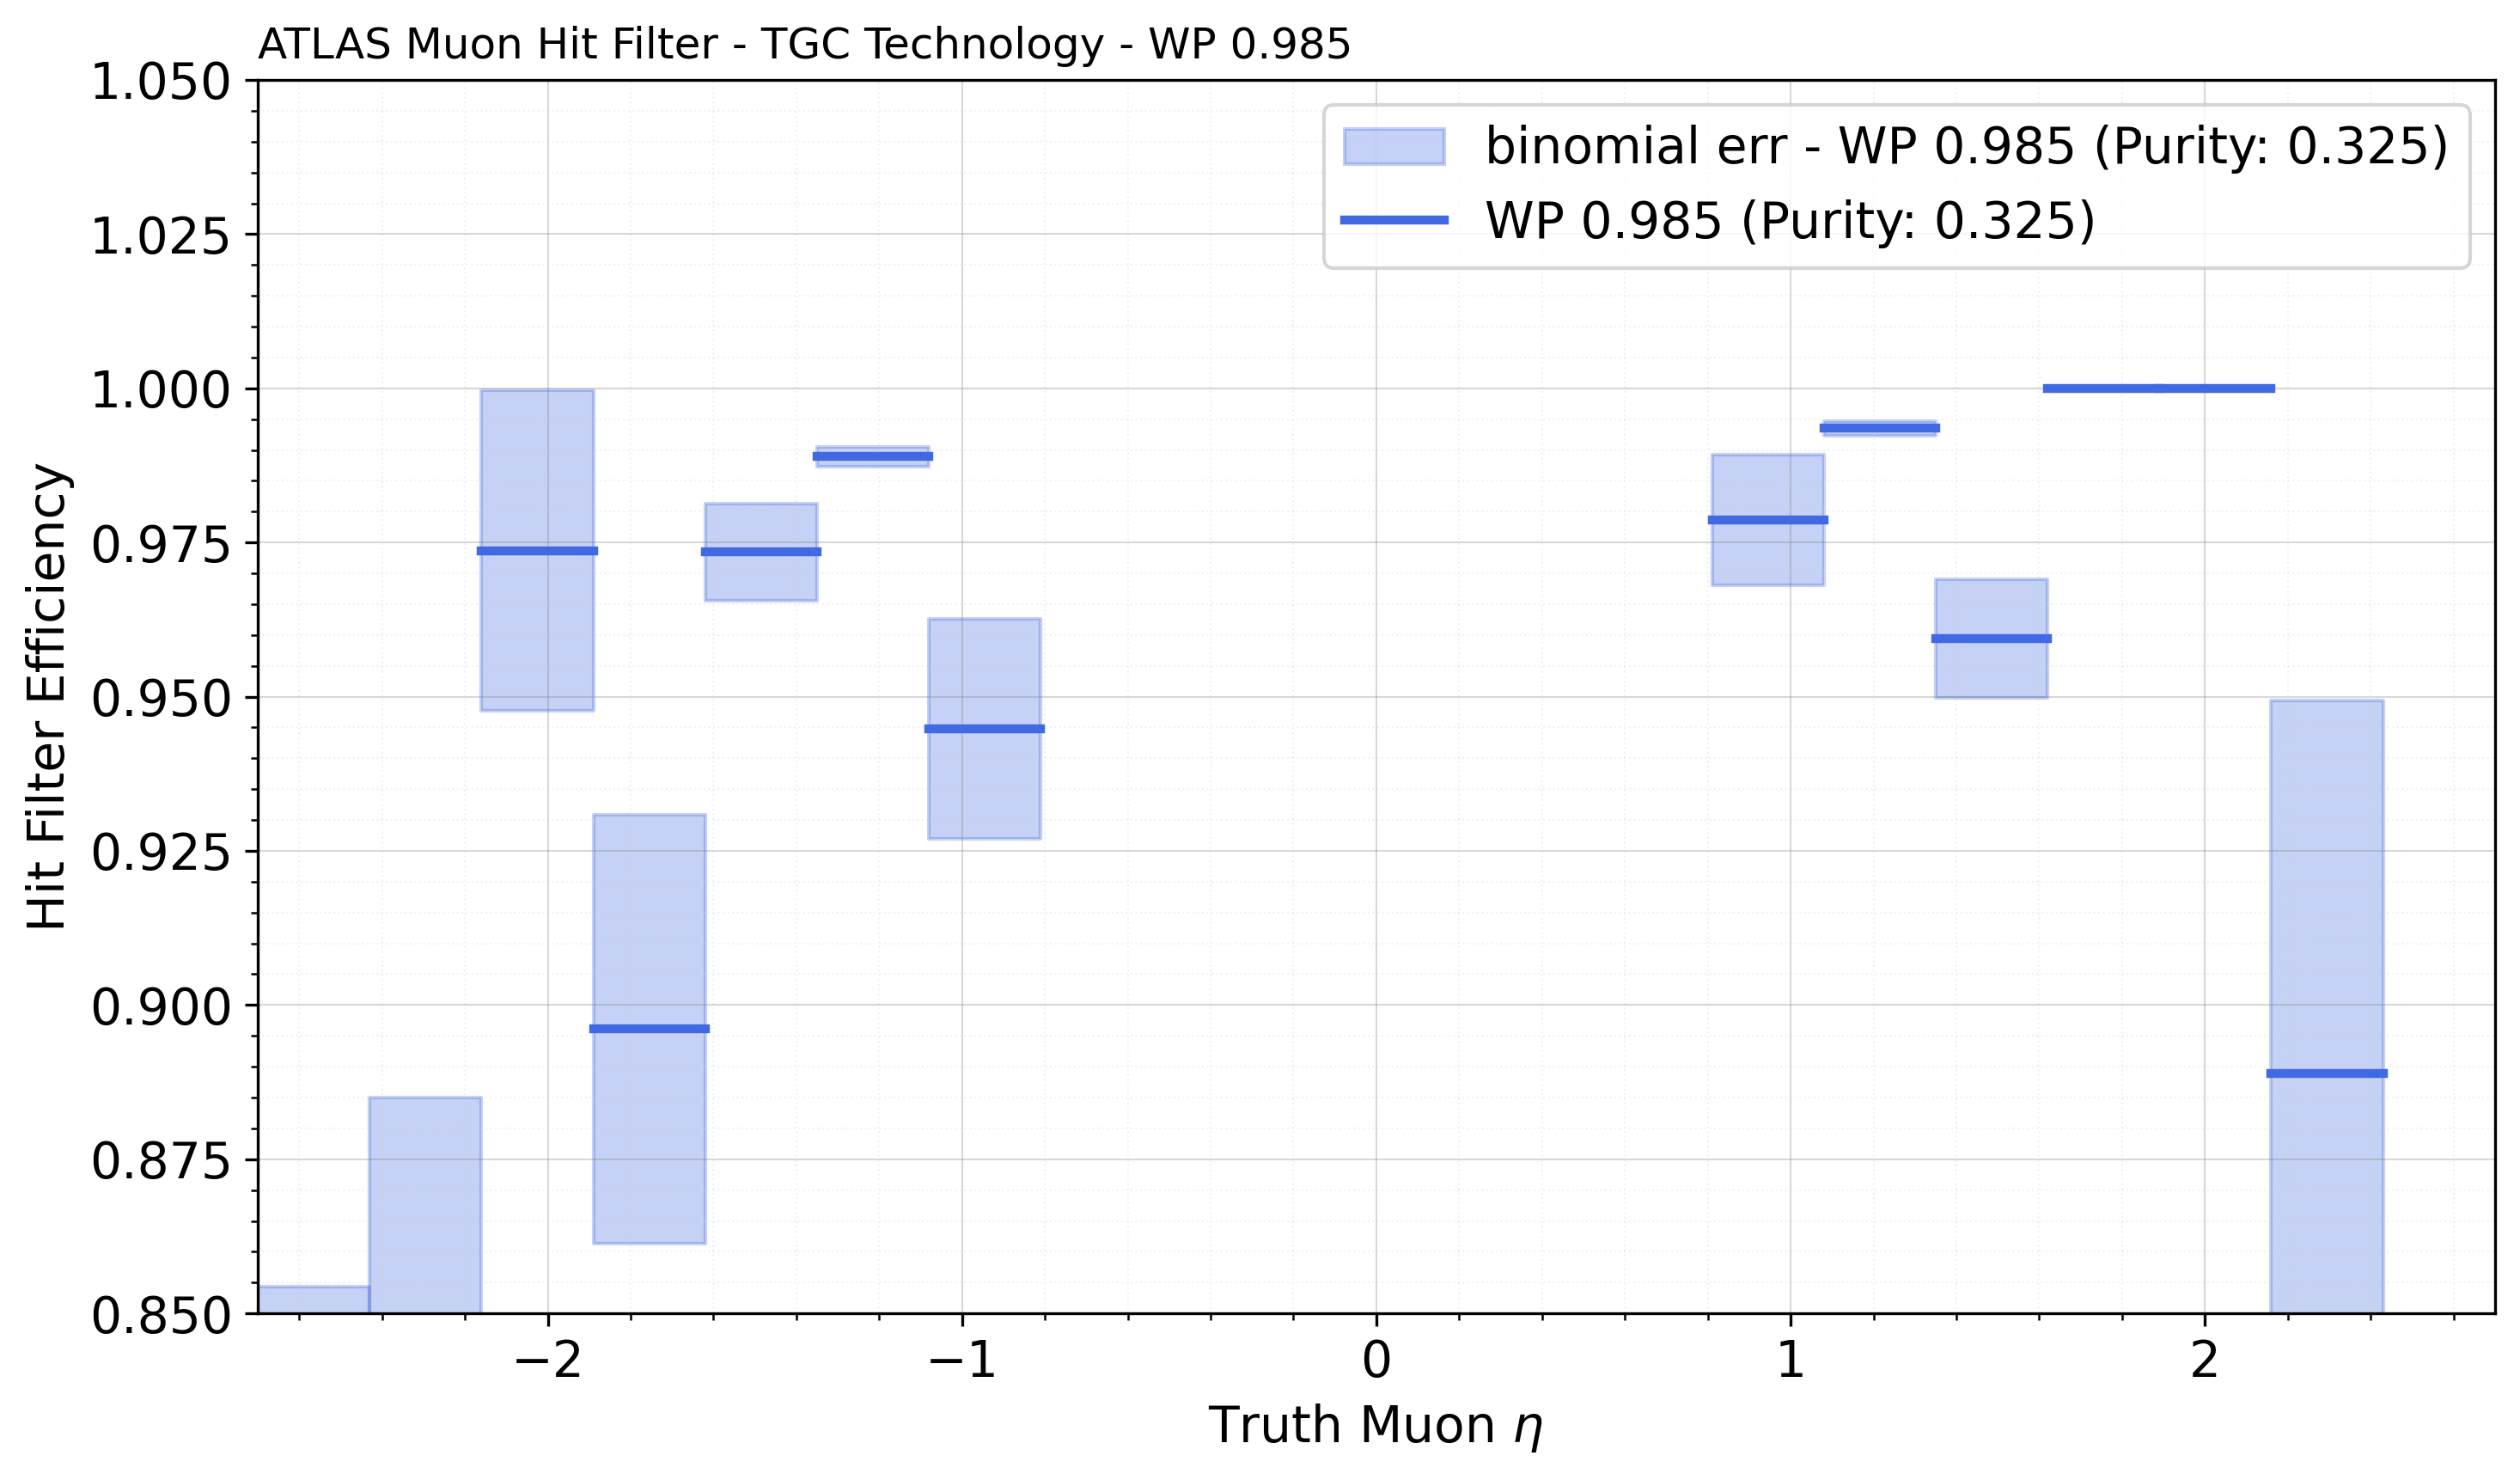 ATLAS Muon Hit Filter - TGC Technology - WP 0.985
1.050
1.025
1.000
0.975
0.950
0.925
0.900
0.875
0.850
Hit Filter Efficiency
binomial err - WP 0.985 (Purity: 0.325)
WP 0.985 (Purity: 0.325)
−2
−1
0
1
2
Truth Muon η